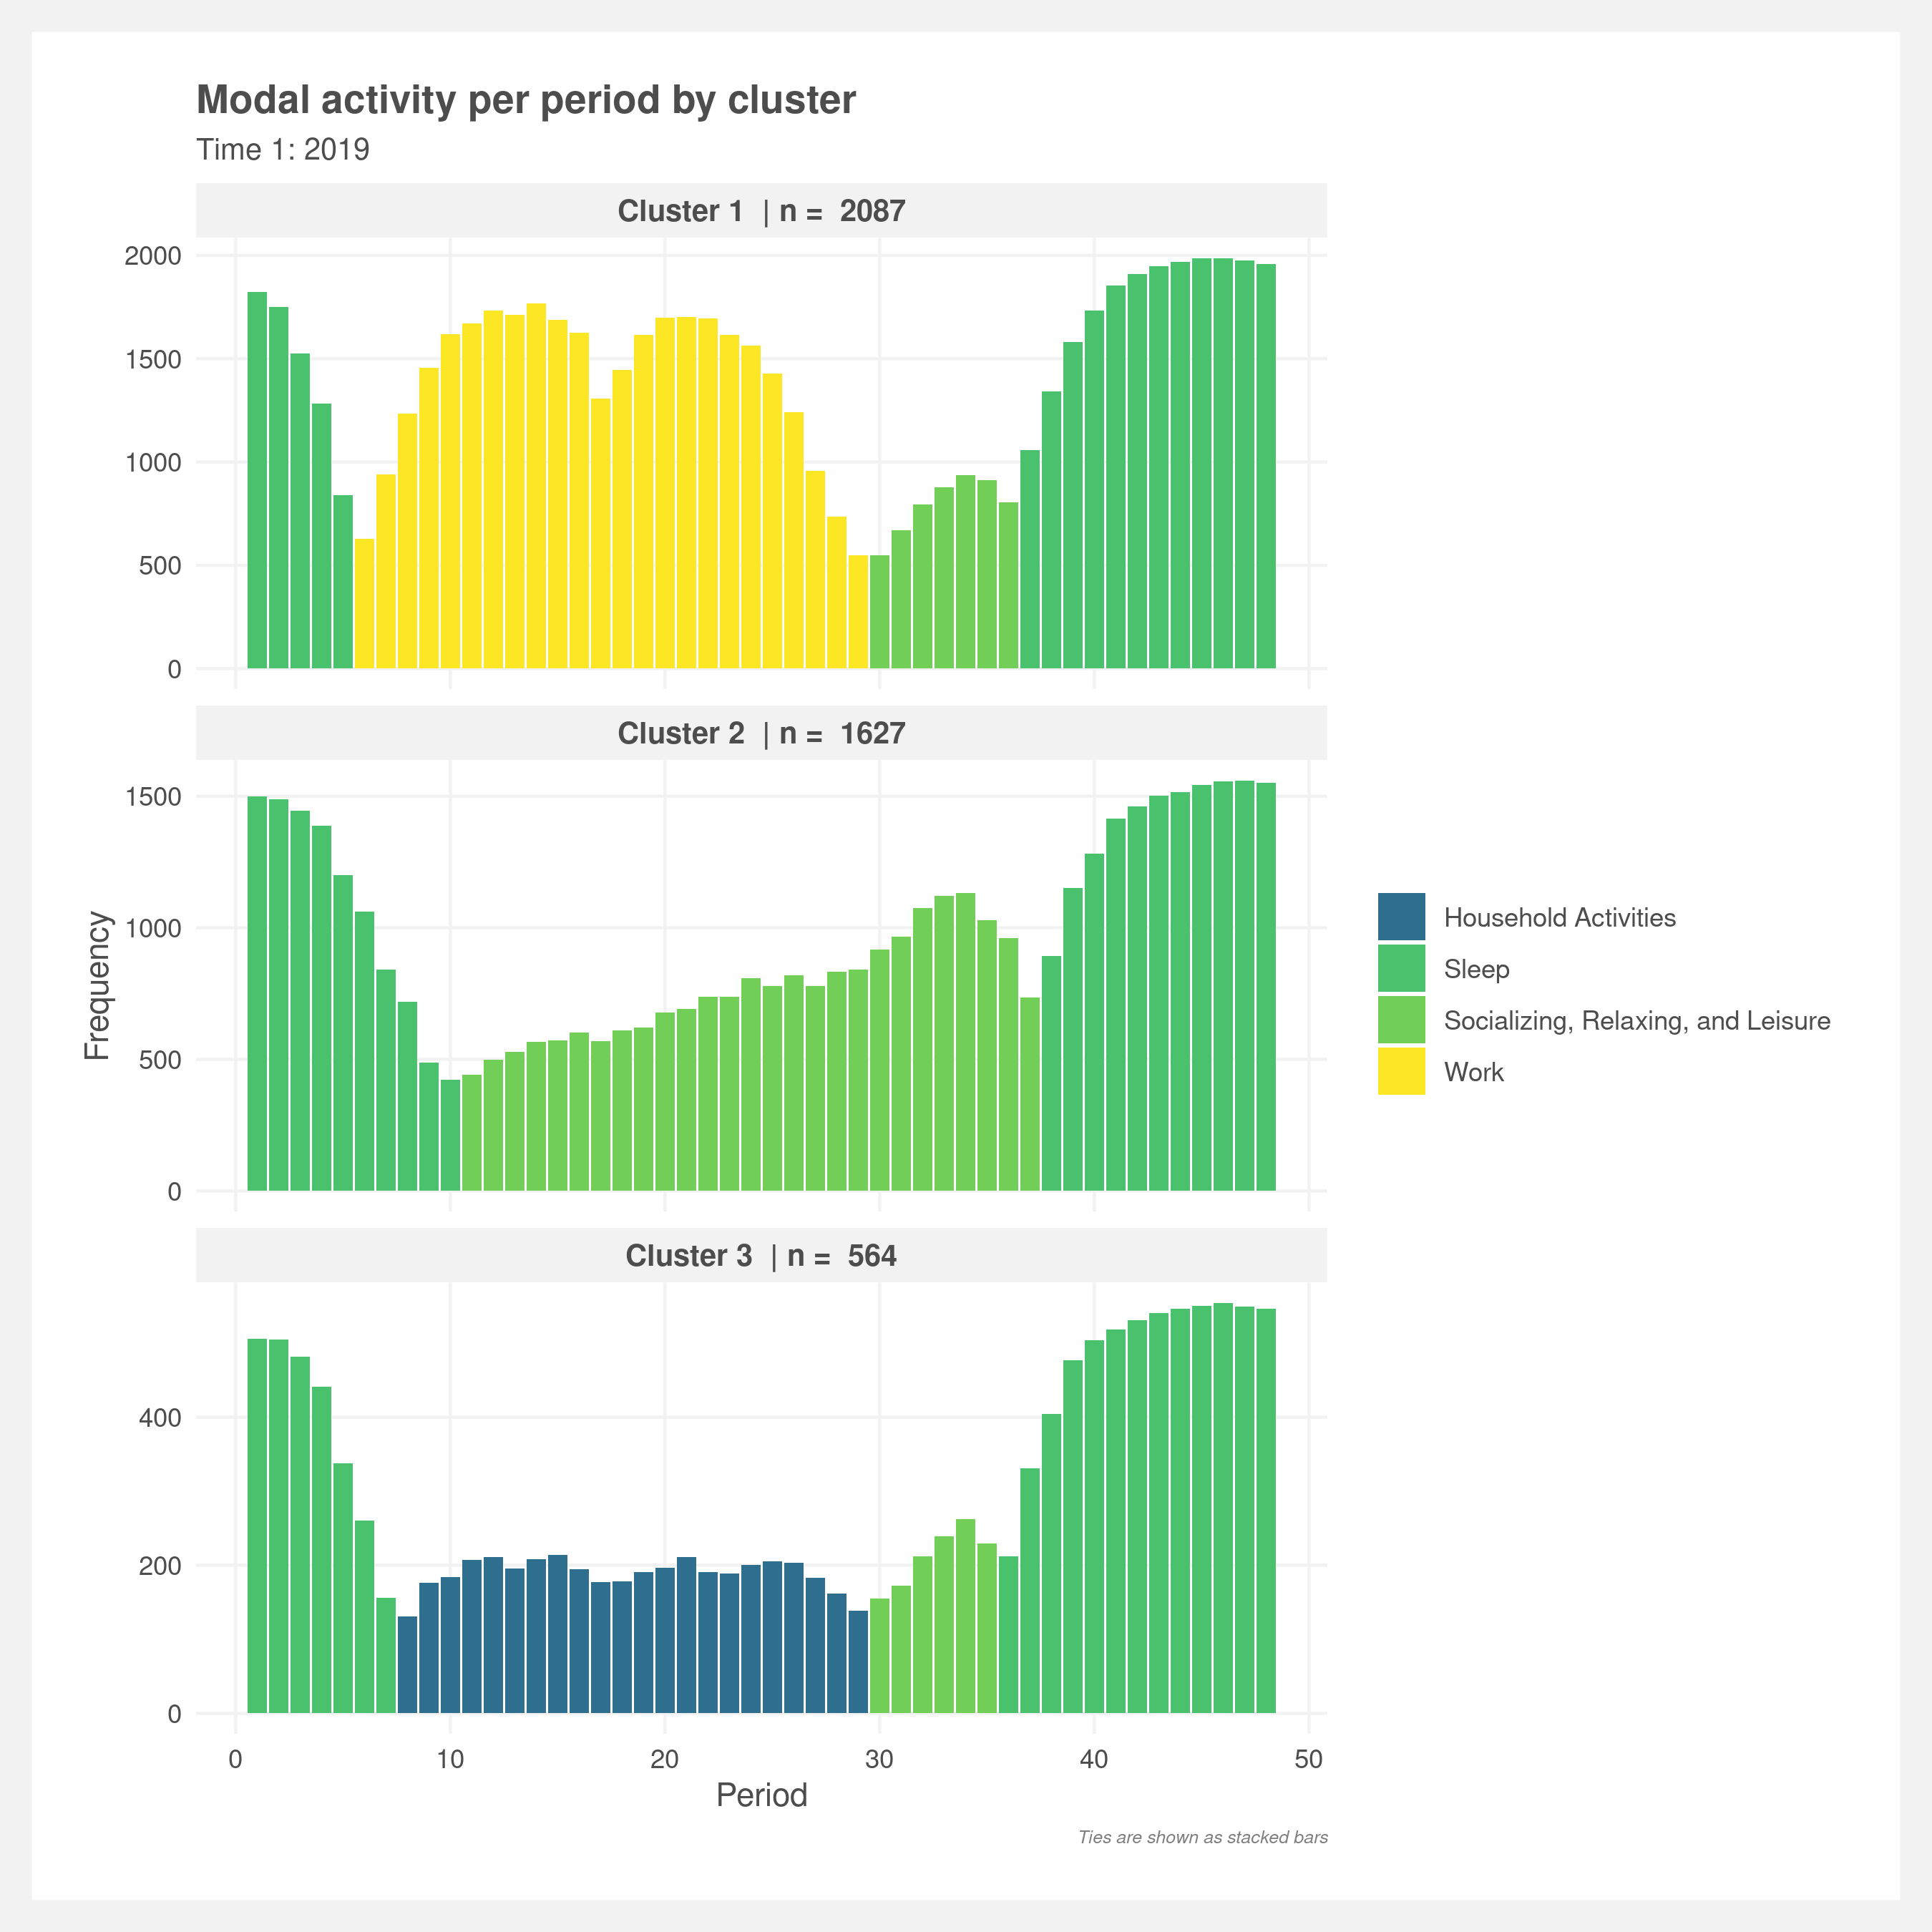 Modal activity per period by cluster
Time 1: 2019
Cluster 1 | n = 2087
2000
1500
1000
500
0
Cluster 2 | n = 1627
1500
1000
500
0
Cluster 3 | n = 564
400
200
0
0 10 20 30 40 50
Period
Frequency
Household Activities
Sleep
Socializing, Relaxing, and Leisure
Work
Ties are shown as stacked bars